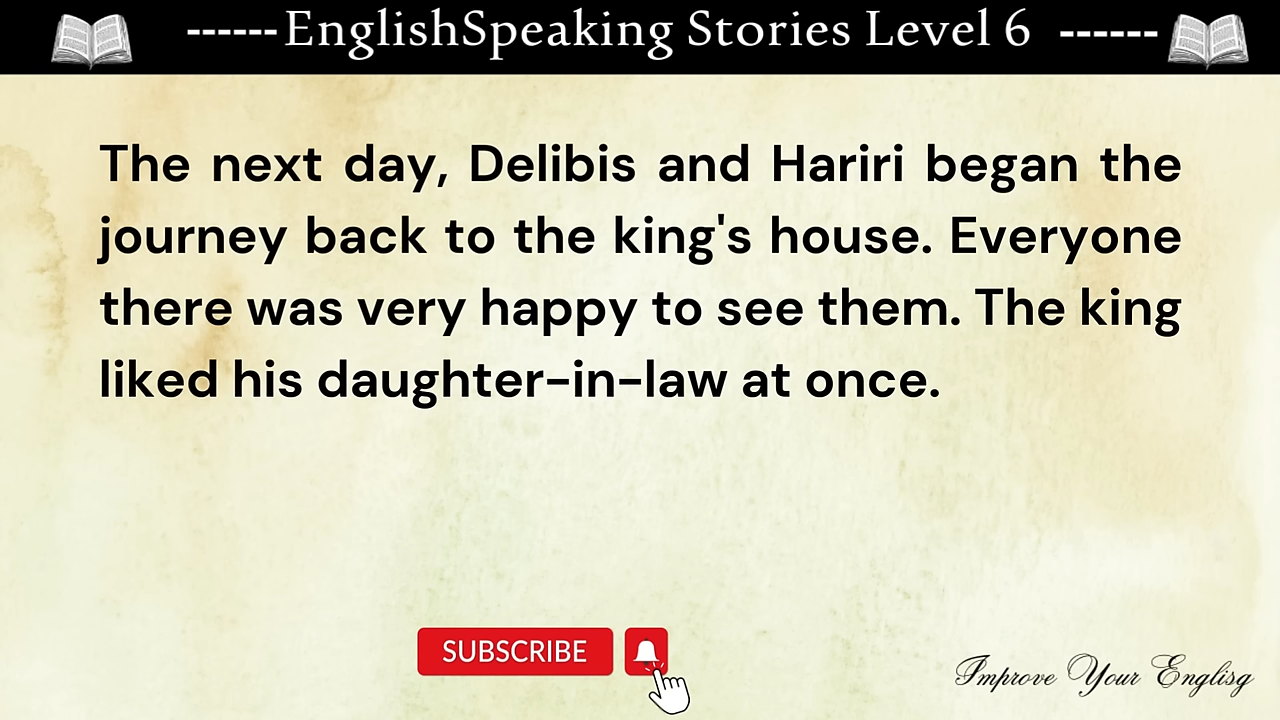 ------EnglishSpeaking Stories Level 6 ------
The next day, Delibis and Hariri began the
journey back to the king's house. Everyone
there was very happy to see them. The king
liked his daughter-in-law at once.
SUBSCRIBE
Improve Your Englisg